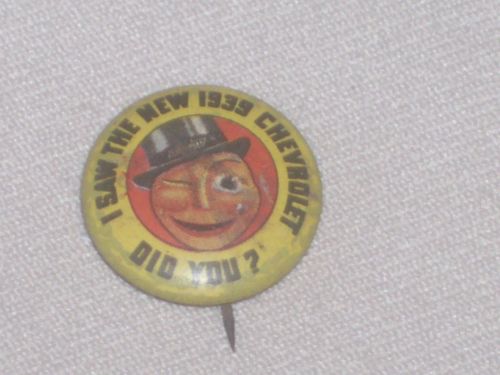 I SAW THE NEW 1939 CHEVROLET
DID YOU?